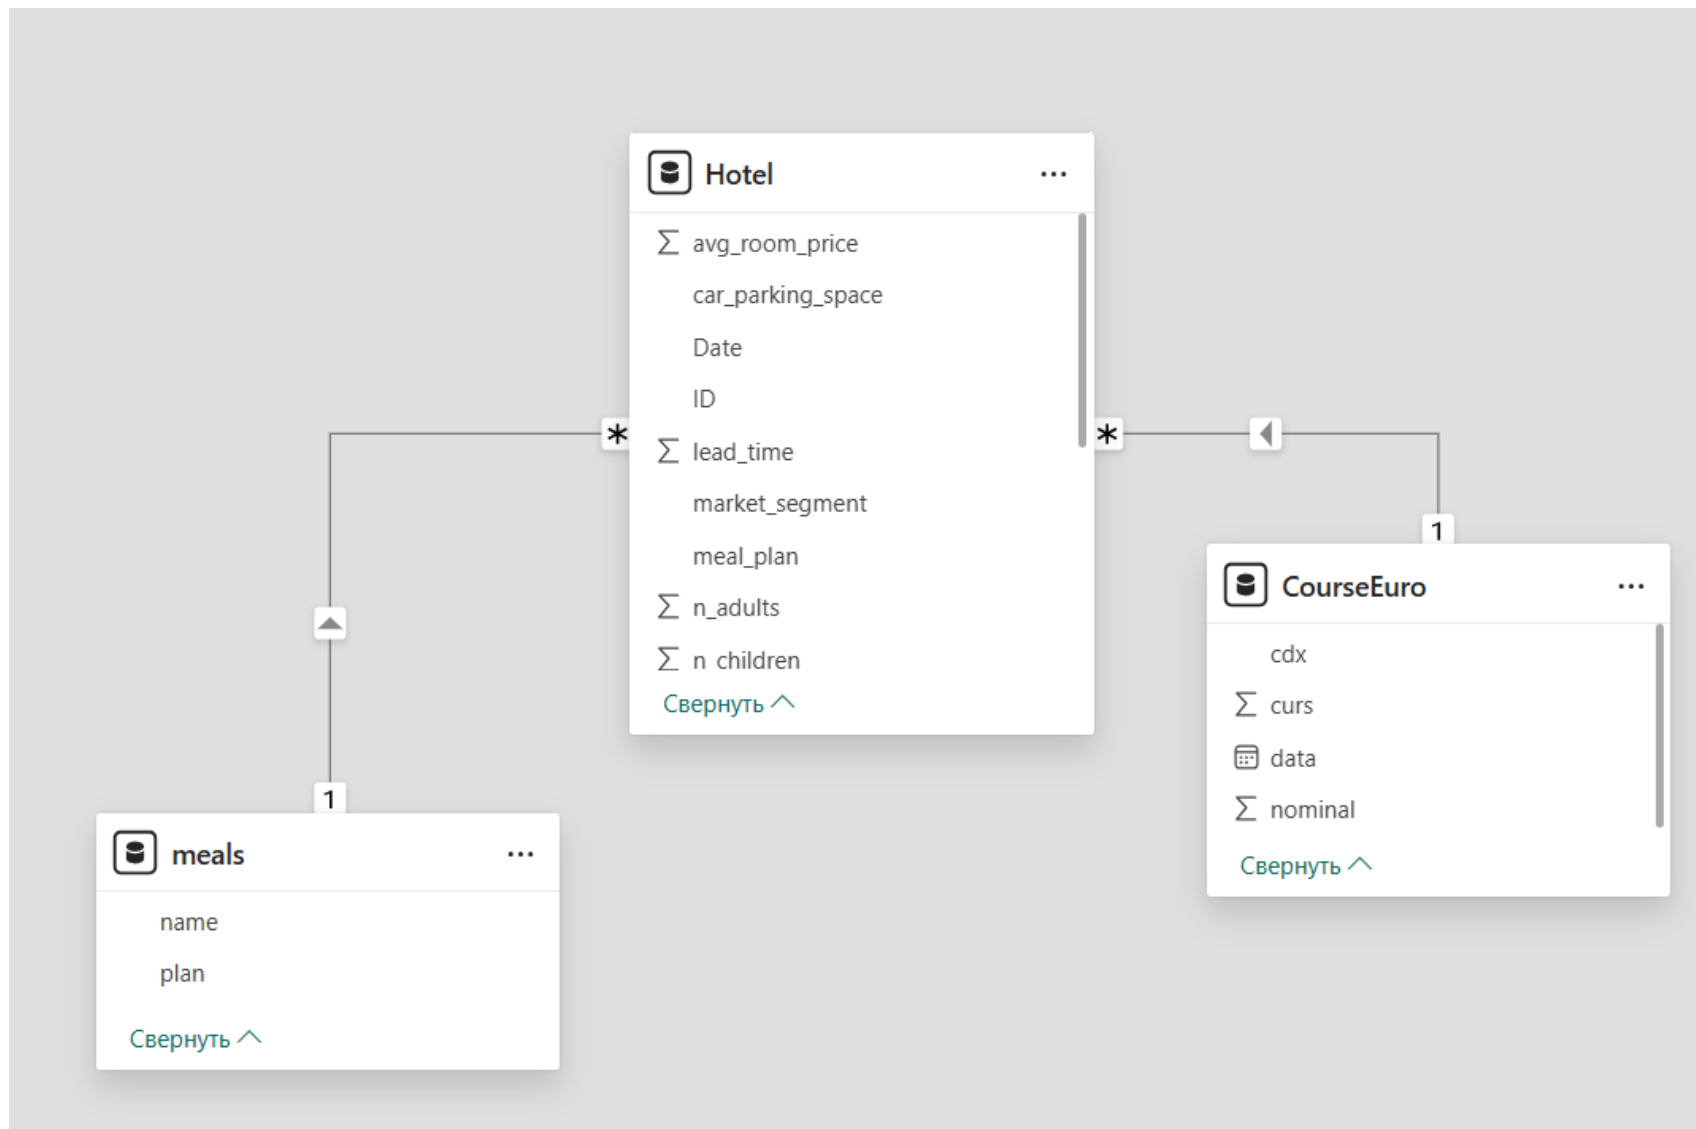 Hotel
Σ avg_room_price
car_parking_space
Date
ID
Σ lead_time
market_segment
meal_plan
Σ n_adults
Σ n children
Свернуть
*
*
1
1
CourseEuro
cdx
Σ curs
data
Σ nominal
Свернуть
meals
name
plan
Свернуть